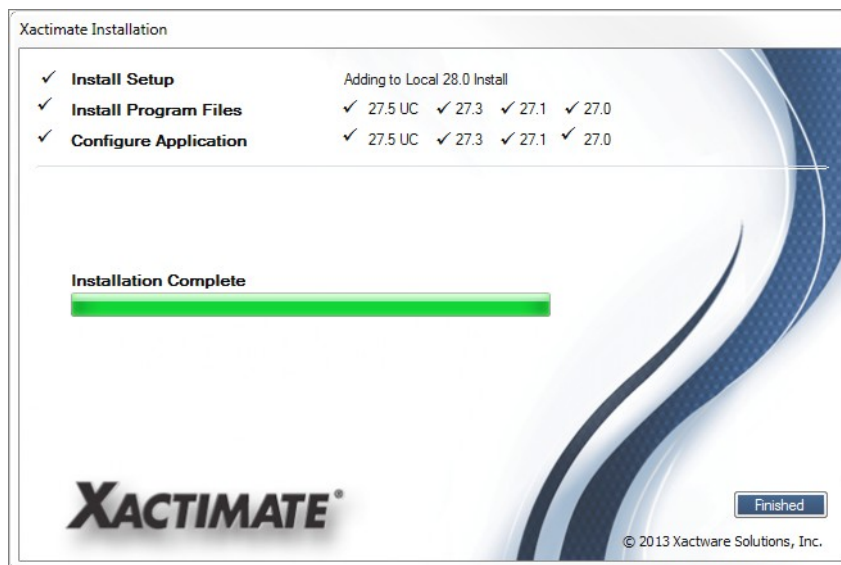 Xactimate Installation
✓ Install Setup Adding to Local 28.0 Install
✓ Install Program Files ✓ 27.5 UC ✓ 27.3 ✓ 27.1 ✓ 27.0
✓ Configure Application ✓ 27.5 UC ✓ 27.3 ✓ 27.1 ✓ 27.0
Installation Complete
XACTIMATE®
Finished
© 2013 Xactware Solutions, Inc.